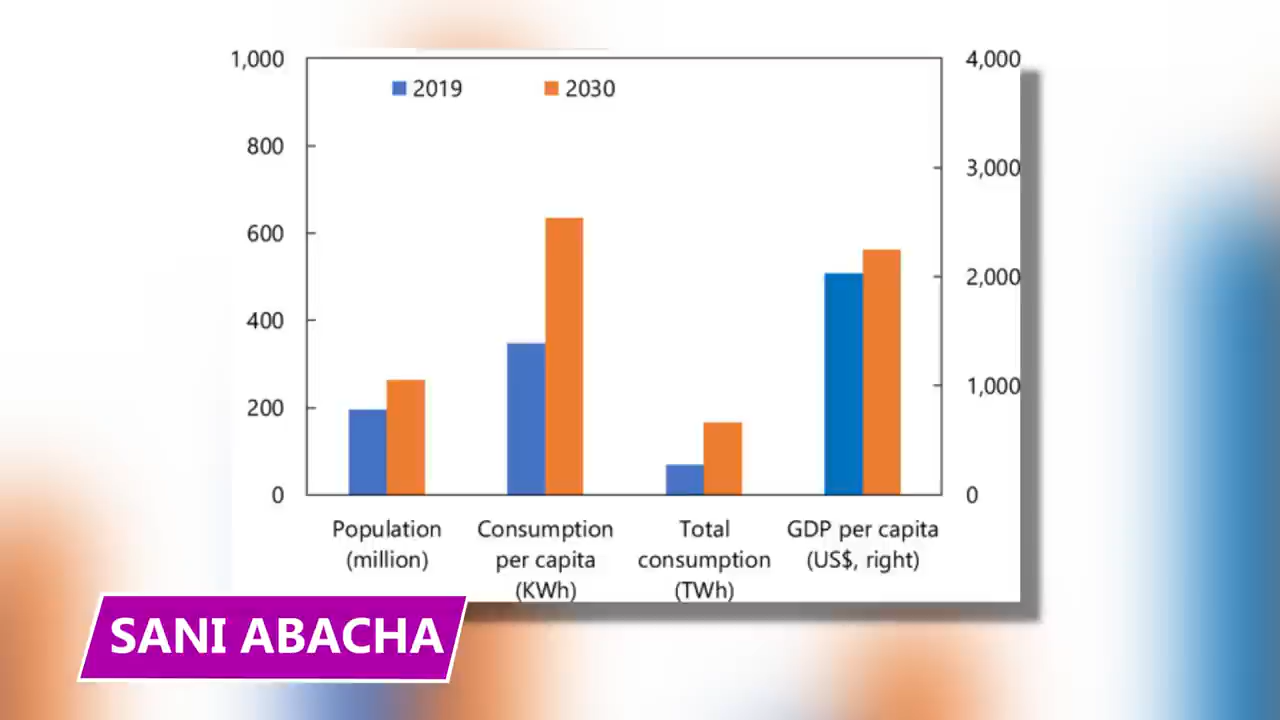 1,000
800
600
400
200
0
2019
2030
4,000
3,000
2,000
1,000
0
Population
(million)
Consumption
per capita
(KWh)
Total
consumption
(TWh)
GDP per capita
(US$, right)
SANI ABACHA